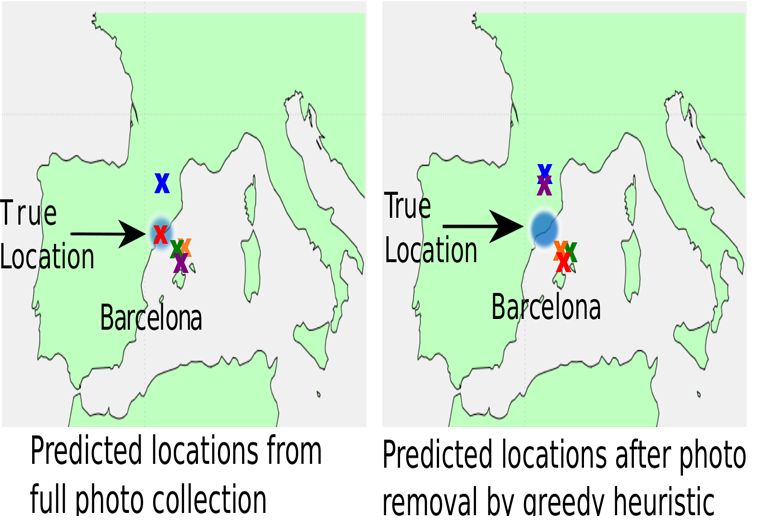 True
Location
Barcelona
Predicted locations from
full photo collection
True
Location
Barcelona
Predicted locations after photo
removal by greedy heuristic